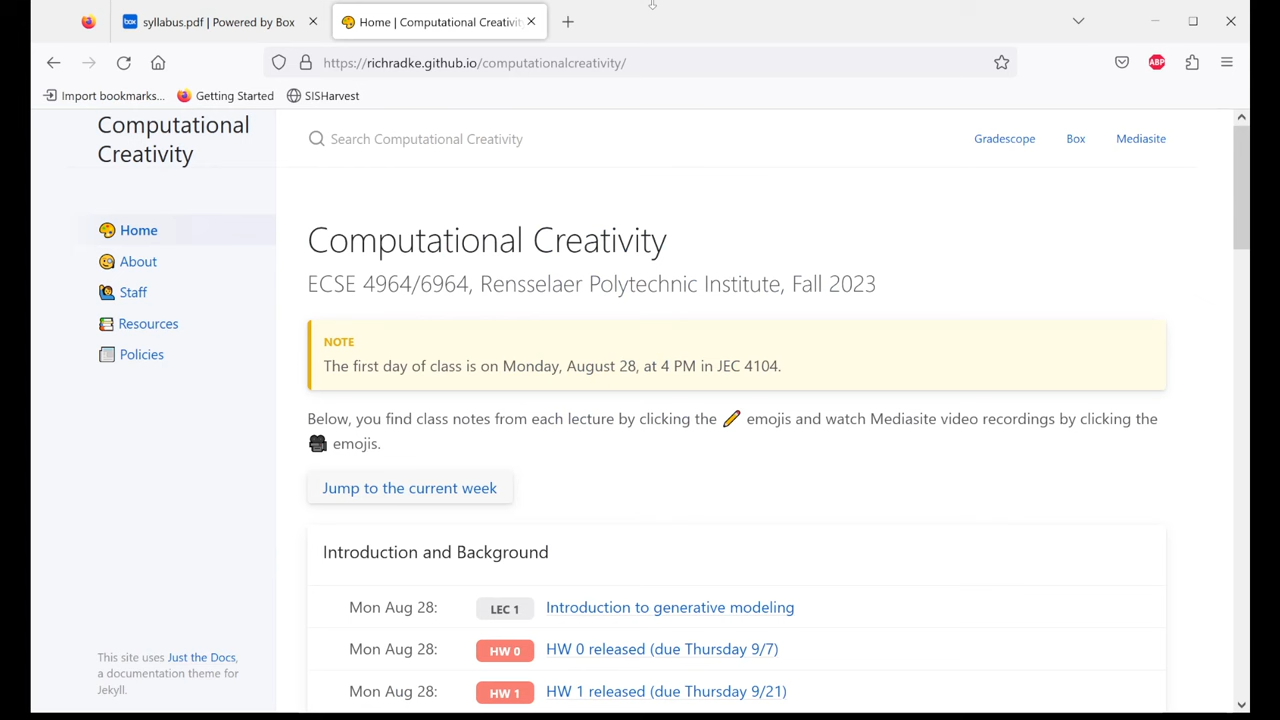 syllabus.pdf | Powered by Box
Home | Computational Creativit
https://richradke.github.io/computationalcreativity/
ABP
Import bookmarks... Getting Started SISHarvest
Computational
Creativity
Search Computational Creativity
Gradescope Box Mediasite
Home
About
Staff
Resources
Policies
Computational Creativity
ECSE 4964/6964, Rensselaer Polytechnic Institute, Fall 2023
NOTE
The first day of class is on Monday, August 28, at 4 PM in JEC 4104.
Below, you find class notes from each lecture by clicking the ✏️ emojis and watch Mediasite video recordings by clicking the
🎥 emojis.
Jump to the current week
Introduction and Background
Mon Aug 28: LEC 1 Introduction to generative modeling
Mon Aug 28: HW 0 HW 0 released (due Thursday 9/7)
Mon Aug 28: HW 1 HW 1 released (due Thursday 9/21)
This site uses Just the Docs,
a documentation theme for
Jekyll.